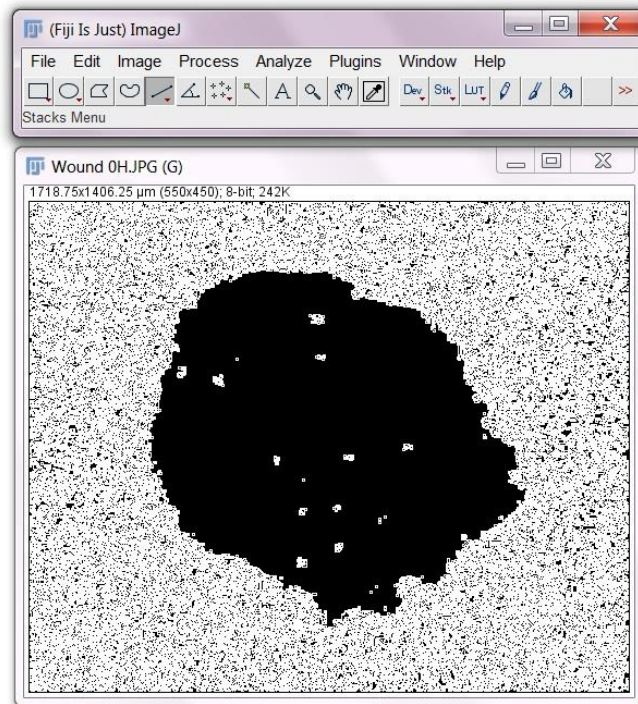 (Fiji Is Just) ImageJ
File Edit Image Process Analyze Plugins Window Help
A Dev Stk LUT >>
Stacks Menu
Wound 0H.JPG (G)
1718.75x1406.25 µm (550x450); 8-bit; 242K